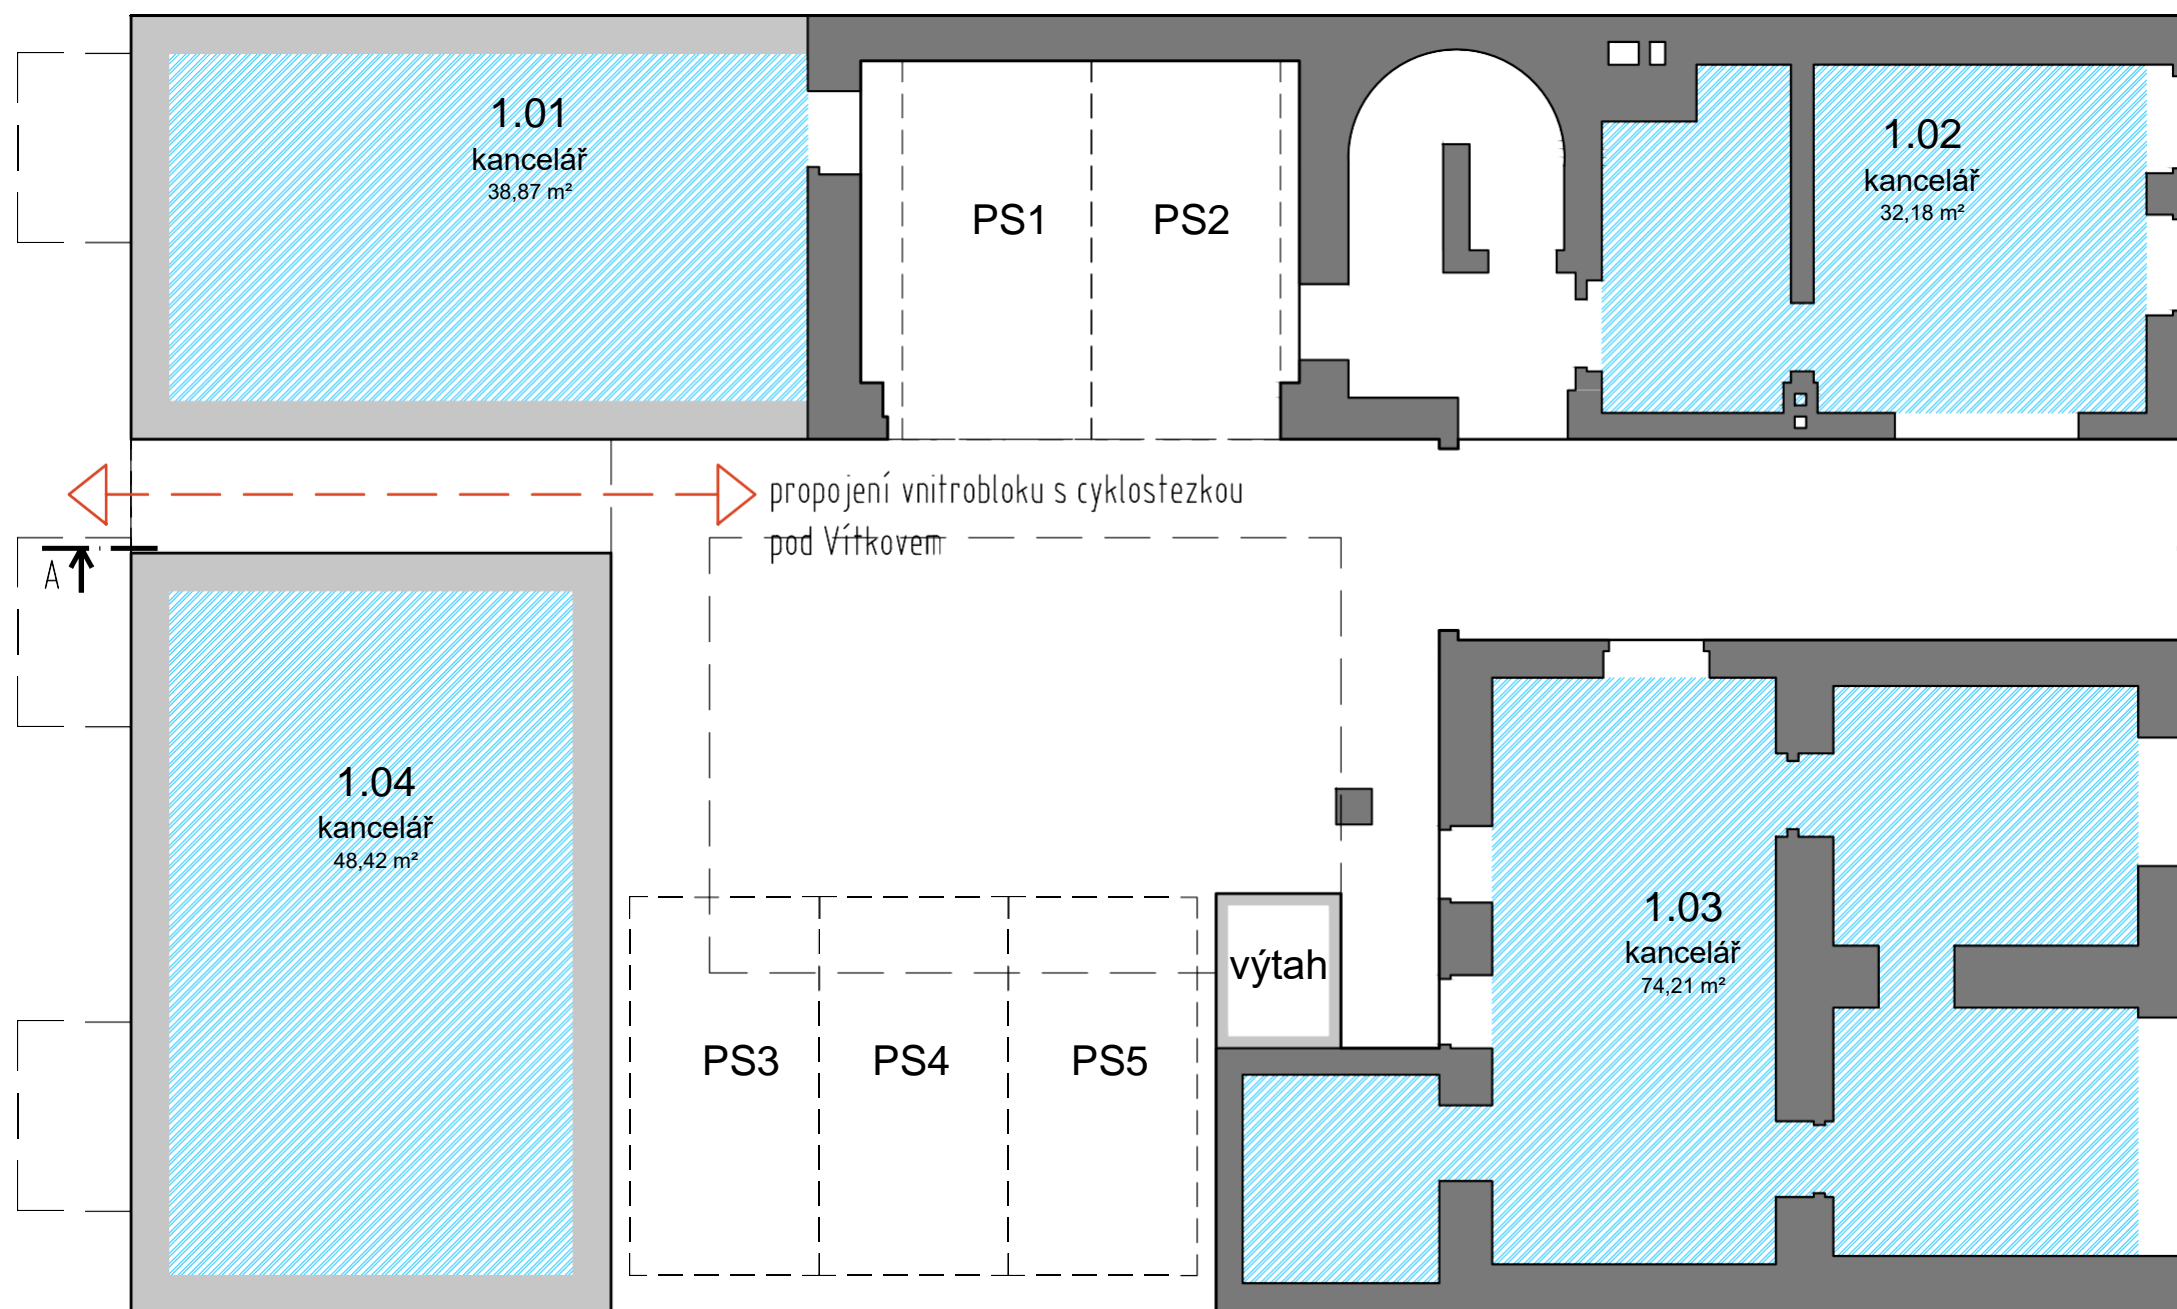 1.01
kancelář
38,87 m²
PS1
PS2
1.02
kancelář
32,18 m²
propojení vnitrobloku s cyklostezkou
pod Vítkovem
A
1.04
kancelář
48,42 m²
1.03
kancelář
74,21 m²
výtah
PS3
PS4
PS5